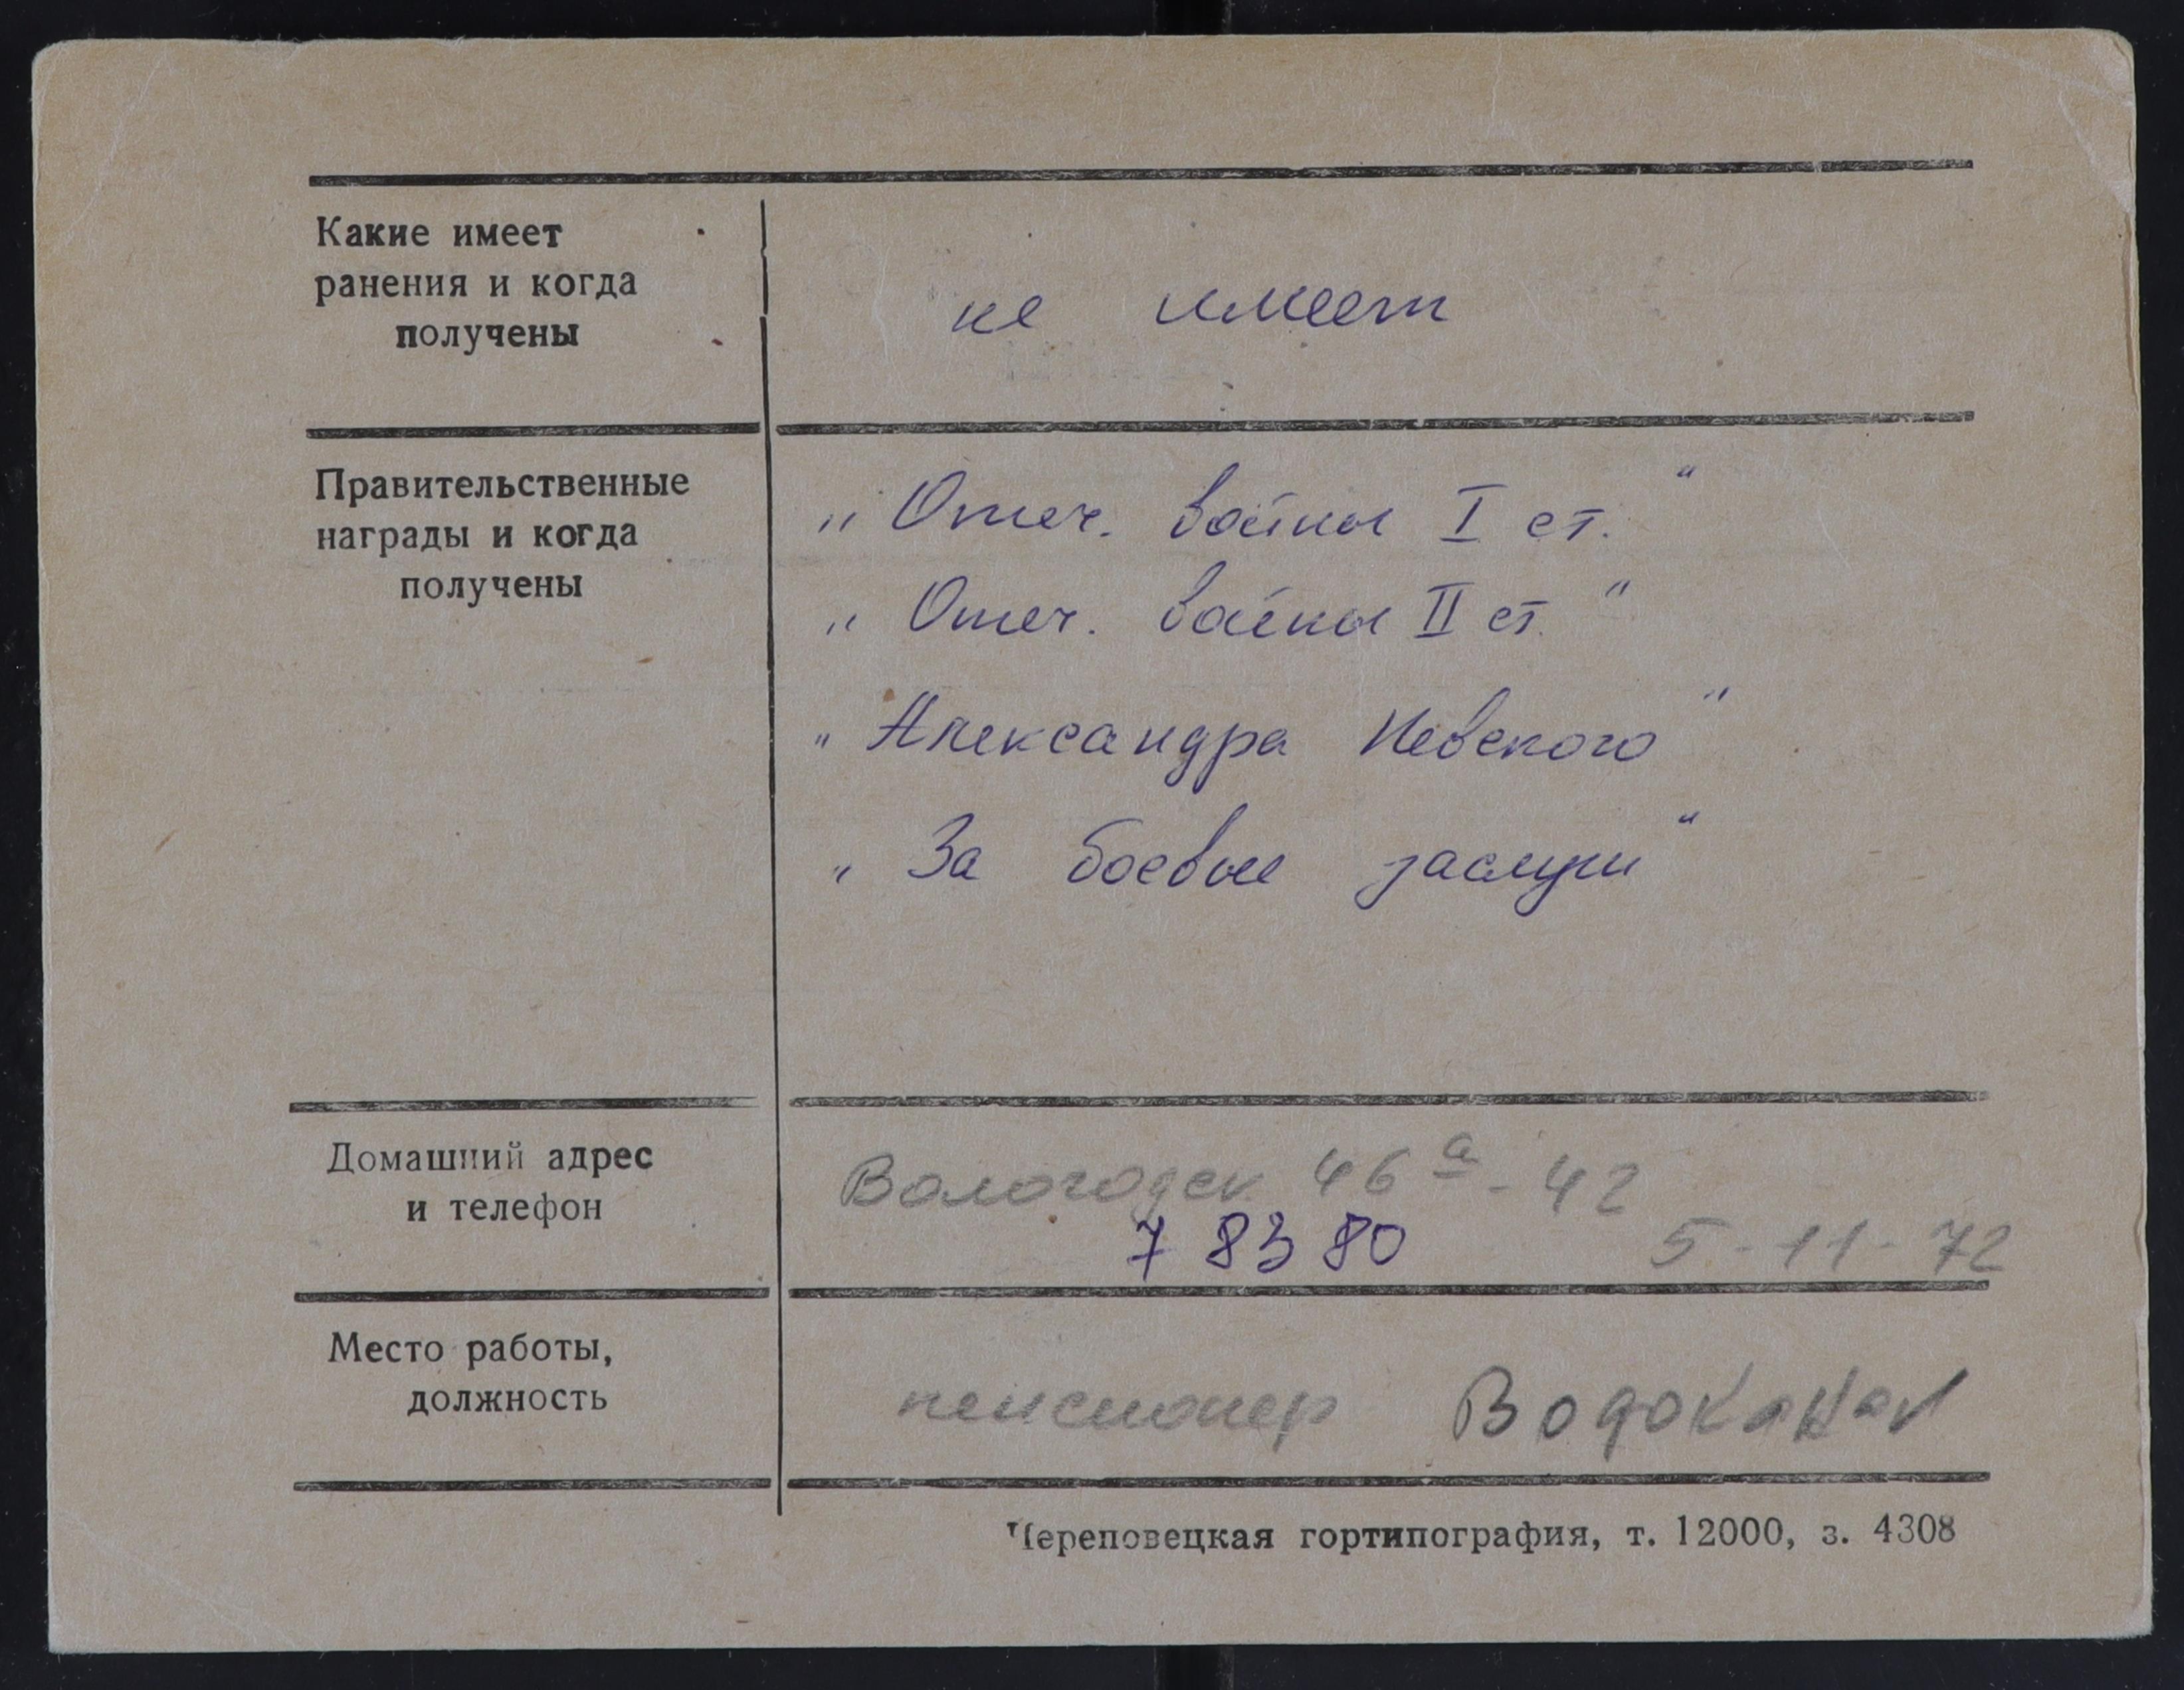 Какие имеет
ранения и когда
получены
не имеет
Правительственные
награды и когда
получены
„Отеч. войны I ст.“
„Отеч. войны II ст.“
„Александра Невского“
„За боевые заслуги“
Домашний адрес
и телефон
Вологодск 46а-42
7 83 80
5-11-72
Место работы,
должность
пенсионер Водоканал
Череповецкая гортипография, т. 12000, з. 4308